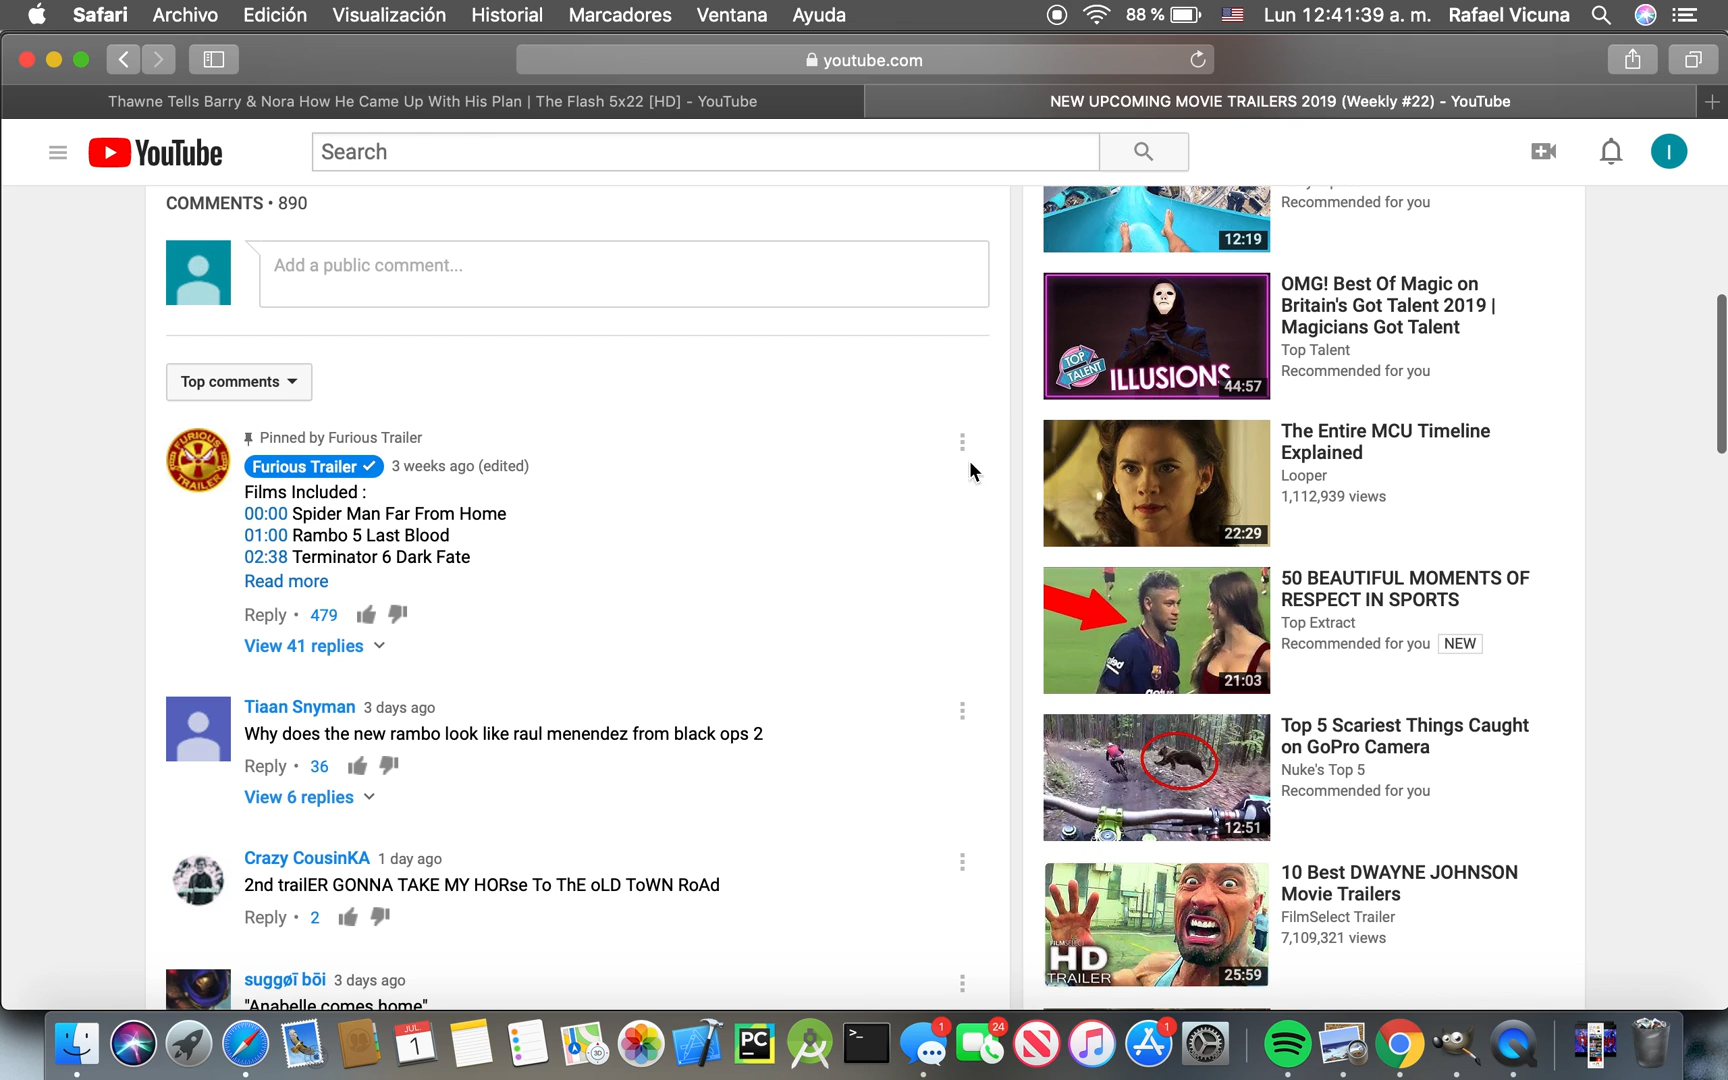 Safari Archivo Edición Visualización Historial Marcadores Ventana Ayuda 88 % Lun 12:41:39 a. m. Rafael Vicuna
youtube.com
Thawne Tells Barry & Nora How He Came Up With His Plan | The Flash 5x22 [HD] - YouTube
NEW UPCOMING MOVIE TRAILERS 2019 (Weekly #22) - YouTube
YouTube
Search
I
COMMENTS • 890
Add a public comment...
Top comments
FURIOUS TRAILER
Pinned by Furious Trailer
Furious Trailer 3 weeks ago (edited)
Films Included :
00:00 Spider Man Far From Home
01:00 Rambo 5 Last Blood
02:38 Terminator 6 Dark Fate
Read more
Reply • 479
View 41 replies
Tiaan Snyman 3 days ago
Why does the new rambo look like raul menendez from black ops 2
Reply • 36
View 6 replies
Crazy CousinKA 1 day ago
2nd trailER GONNA TAKE MY HORse To ThE oLD ToWN RoAd
Reply • 2
suggøī bōi 3 days ago
"Anabelle comes home"
12:19
Recommended for you
TOP TALENT
ILLUSIONS
44:57
OMG! Best Of Magic on
Britain's Got Talent 2019 |
Magicians Got Talent
Top Talent
Recommended for you
22:29
The Entire MCU Timeline
Explained
Looper
1,112,939 views
21:03
50 BEAUTIFUL MOMENTS OF
RESPECT IN SPORTS
Top Extract
Recommended for you NEW
12:51
Top 5 Scariest Things Caught
on GoPro Camera
Nuke's Top 5
Recommended for you
FILMSELECT
HD
TRAILER
25:59
10 Best DWAYNE JOHNSON
Movie Trailers
FilmSelect Trailer
7,109,321 views
JUL
1
3D
PC
>_
1
24
1